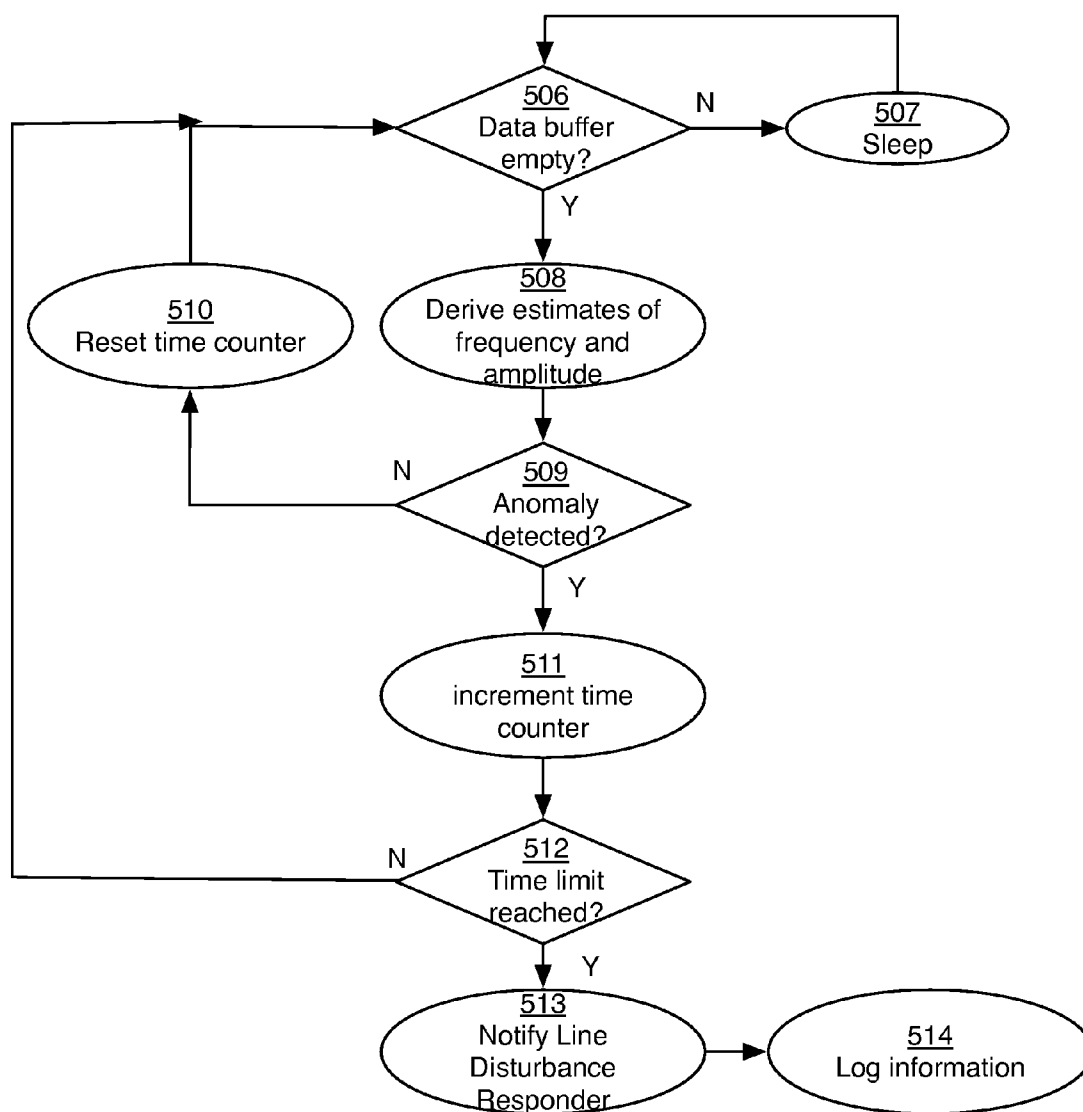 506
Data buffer
empty?
N
507
Sleep
Y
508
Derive estimates of
frequency and
amplitude
510
Reset time counter
N
509
Anomaly
detected?
Y
511
increment time
counter
N
512
Time limit
reached?
Y
513
Notify Line
Disturbance
Responder
514
Log information